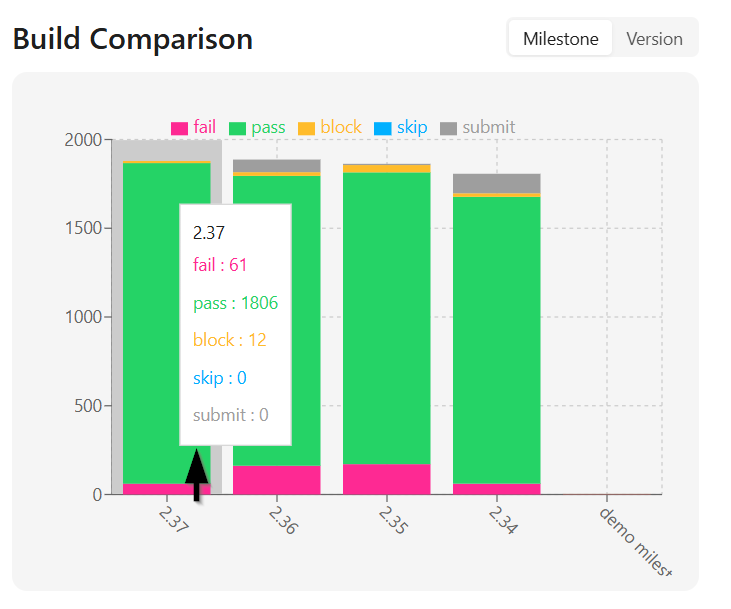 Build Comparison
Milestone Version
fail pass block skip submit
2000
1500
1000
500
0
2.37
fail : 61
pass : 1806
block : 12
skip : 0
submit : 0
2.37 2.36 2.35 2.34 demo milest